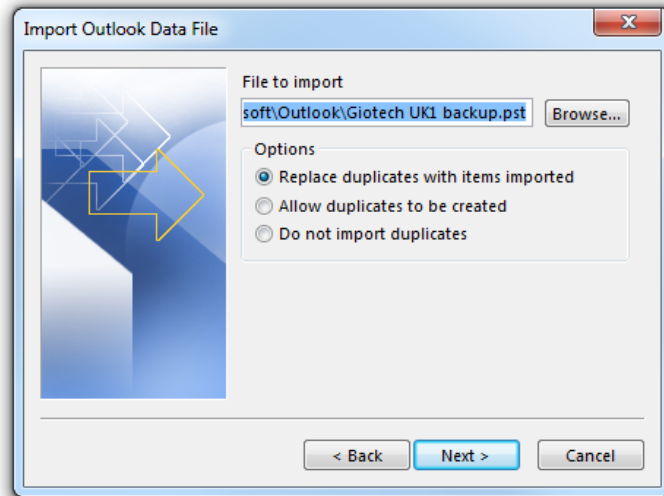 Import Outlook Data File
File to import
soft\Outlook\Giotech UK1 backup.pst
Browse...
Options
Replace duplicates with items imported
Allow duplicates to be created
Do not import duplicates
< Back
Next >
Cancel